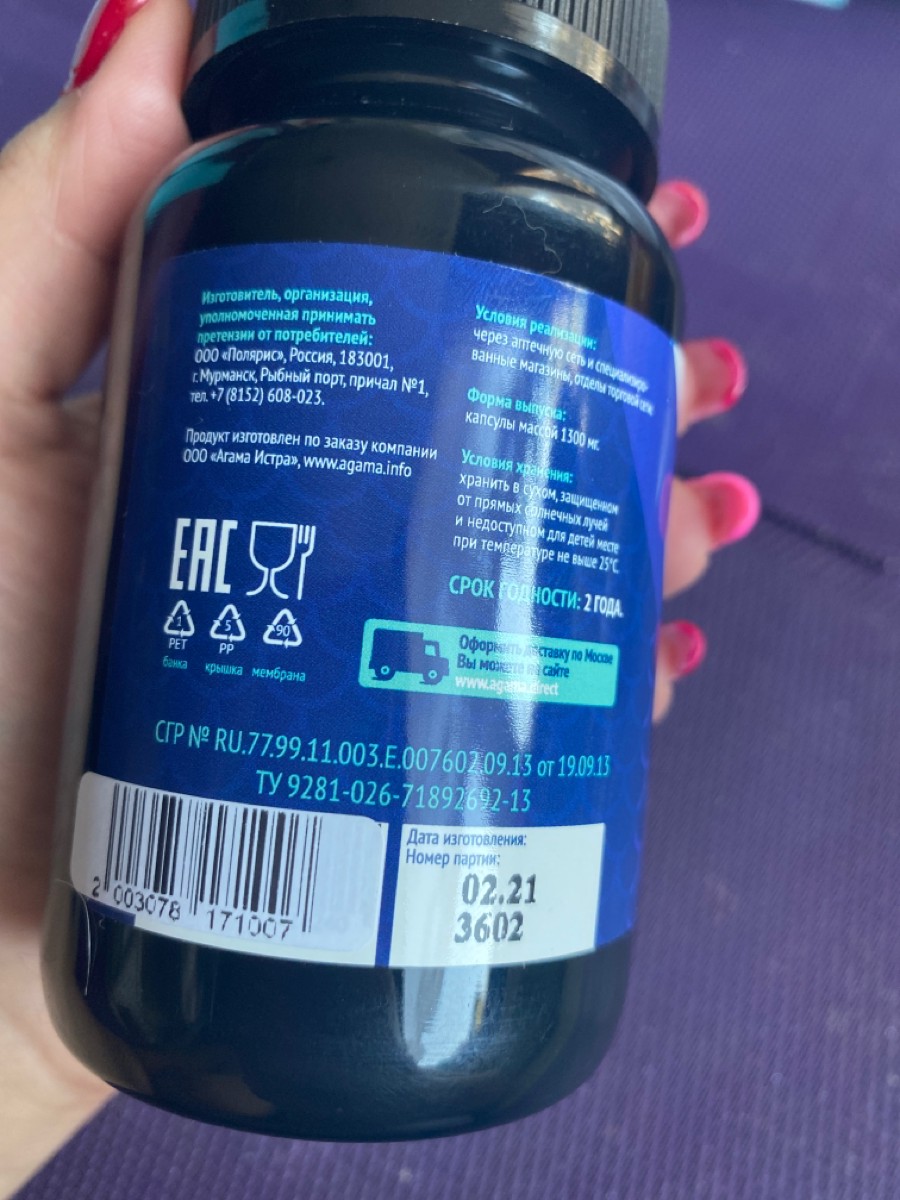 Изготовитель, организация,
уполномоченная принимать
претензии от потребителей:
ООО «Полярис», Россия, 183001,
г. Мурманск, Рыбный порт, причал №1,
тел. +7 (8152) 608-023.
Продукт изготовлен по заказу компании
ООО «Агама Истра», www.agama.info
EAC
1
PET
банка
5
PP
крышка
90
мембрана
Условия реализации:
через аптечную сеть и специализиро-
ванные магазины, отделы торговой сети
Форма выпуска:
капсулы массой 1300 мг.
Условия хранения:
хранить в сухом, защищенном
от прямых солнечных лучей
и недоступном для детей месте
при температуре не выше 25°С.
СРОК ГОДНОСТИ: 2 ГОДА.
Оформить доставку по Москве
Вы можете на сайте
www.agama.direct
СГР № RU.77.99.11.003.Е.007602.09.13 от 19.09.13
ТУ 9281-026-71892692-13
2 003078 171007
Дата изготовления:
Номер партии:
02.21
3602